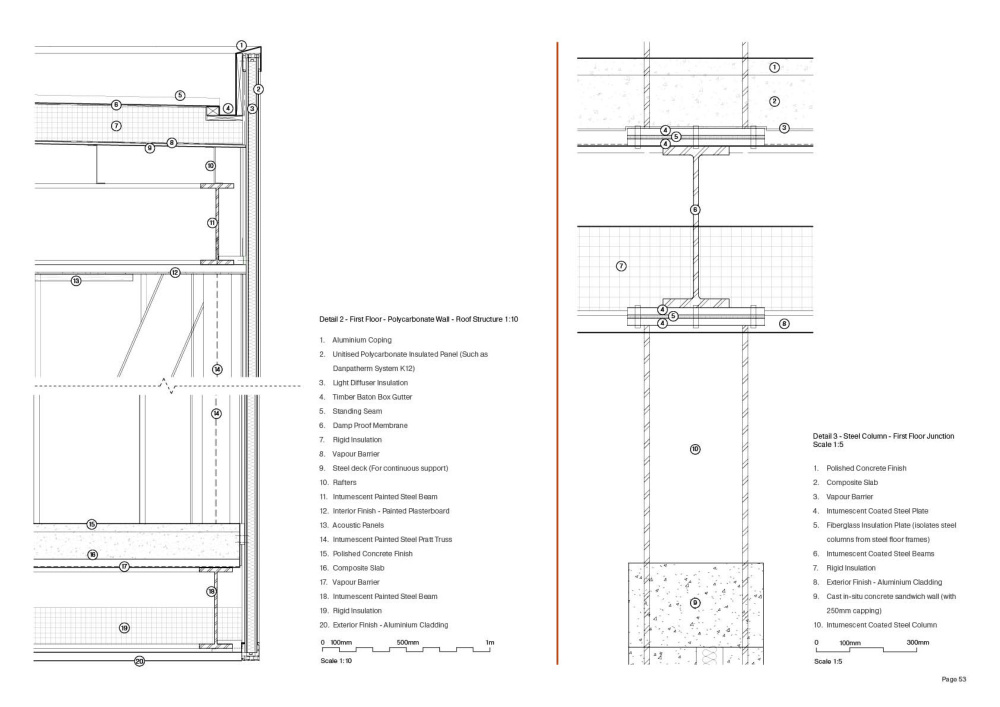 1
2
3
4
5
6
7
8
9
10
11
12
13
14
14
15
16
17
18
19
20
Detail 2 - First Floor - Polycarbonate Wall - Roof Structure 1:10
1. Aluminium Coping
2. Unitised Polycarbonate Insulated Panel (Such as
Danpatherm System K12)
3. Light Diffuser Insulation
4. Timber Baton Box Gutter
5. Standing Seam
6. Damp Proof Membrane
7. Rigid Insulation
8. Vapour Barrier
9. Steel deck (For continuous support)
10. Rafters
11. Intumescent Painted Steel Beam
12. Interior Finish - Painted Plasterboard
13. Acoustic Panels
14. Intumescent Painted Steel Pratt Truss
15. Polished Concrete Finish
16. Composite Slab
17. Vapour Barrier
18. Intumescent Painted Steel Beam
19. Rigid Insulation
20. Exterior Finish - Aluminium Cladding
0 100mm 500mm 1m
Scale 1:10
1
2
3
4
5
4
6
7
4
5
4
8
10
9
Detail 3 - Steel Column - First Floor Junction
Scale 1:5
1. Polished Concrete Finish
2. Composite Slab
3. Vapour Barrier
4. Intumescent Coated Steel Plate
5. Fiberglass Insulation Plate (isolates steel
columns from steel floor frames)
6. Intumescent Coated Steel Beams
7. Rigid Insulation
8. Exterior Finish - Aluminium Cladding
9. Cast in-situ concrete sandwich wall (with
250mm capping)
10. Intumescent Coated Steel Column
0 100mm 300mm
Scale 1:5
Page 53